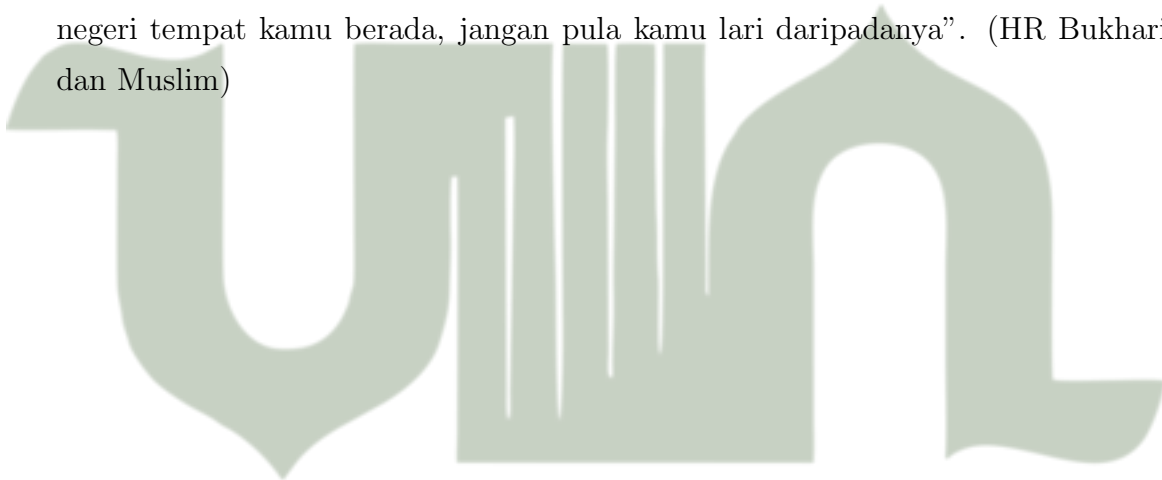 negeri tempat kamu berada, jangan pula kamu lari daripadanya”. (HR Bukhari
dan Muslim)